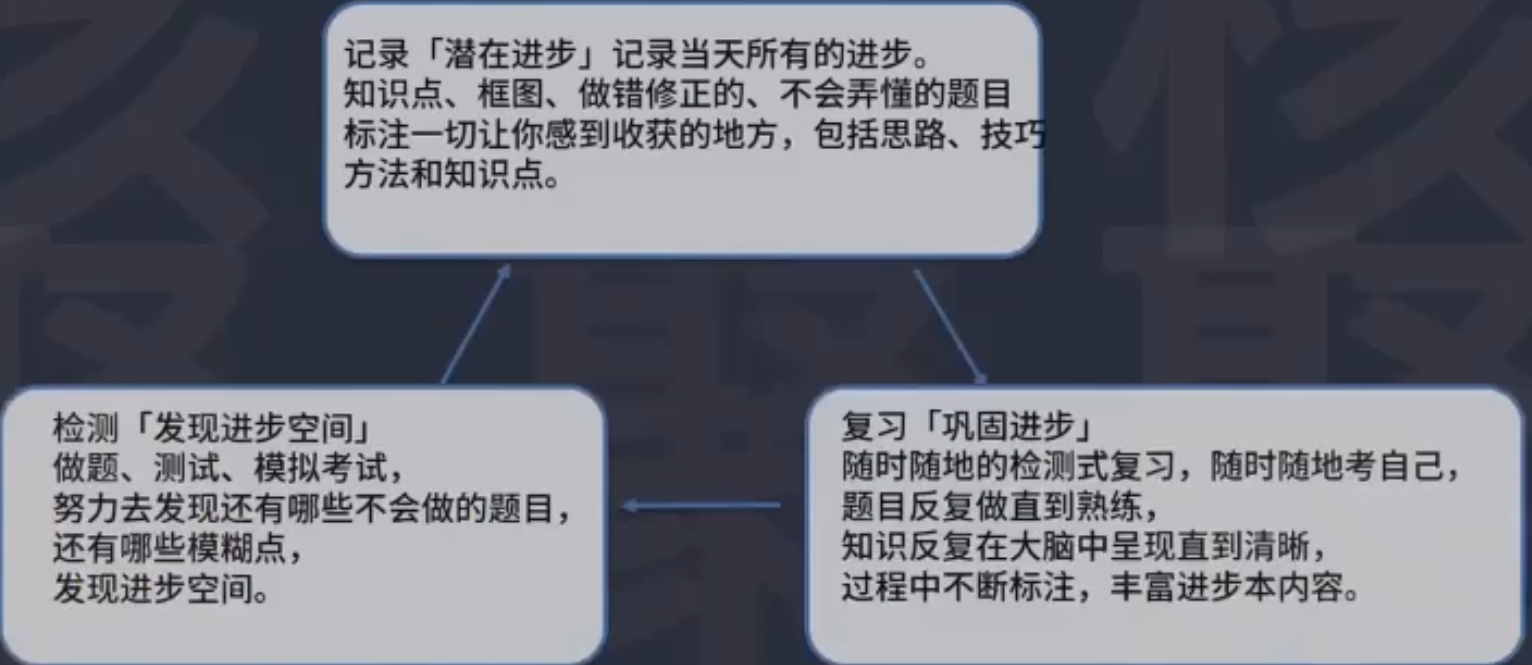 记录「潜在进步」记录当天所有的进步。
知识点、框图、做错修正的、不会弄懂的题目
标注一切让你感到收获的地方，包括思路、技巧
方法和知识点。
检测「发现进步空间」
做题、测试、模拟考试，
努力去发现还有哪些不会做的题目，
还有哪些模糊点，
发现进步空间。
复习「巩固进步」
随时随地的检测式复习，随时随地考自己，
题目反复做直到熟练，
知识反复在大脑中呈现直到清晰，
过程中不断标注，丰富进步本内容。